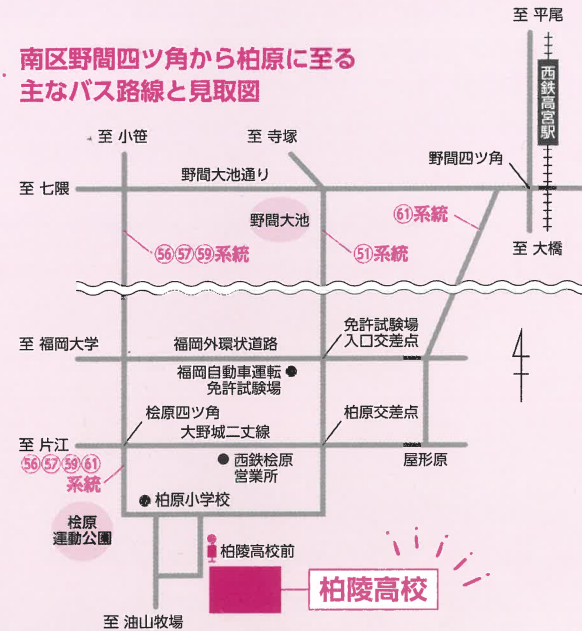 至 平尾
南区野間四ツ角から柏原に至る
主なバス路線と見取図
西鉄高宮駅
至 小笹
至 寺塚
野間四ツ角
野間大池通り
至 七隈
野間大池
61系統
56 57 59系統
51系統
至 大橋
免許試験場
入口交差点
至 福岡大学
福岡外環状道路
福岡自動車運転
免許試験場
桧原四ツ角
柏原交差点
大野城二丈線
至 片江
56 57 59 61
系統
西鉄桧原
営業所
屋形原
柏原小学校
桧原
運動公園
柏陵高校前
柏陵高校
至 油山牧場